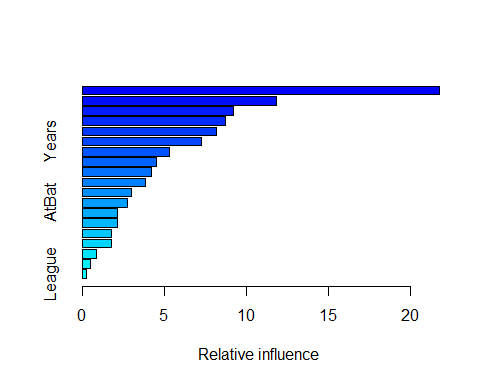 Years
AtBat
League
0 5 10 15 20
Relative influence